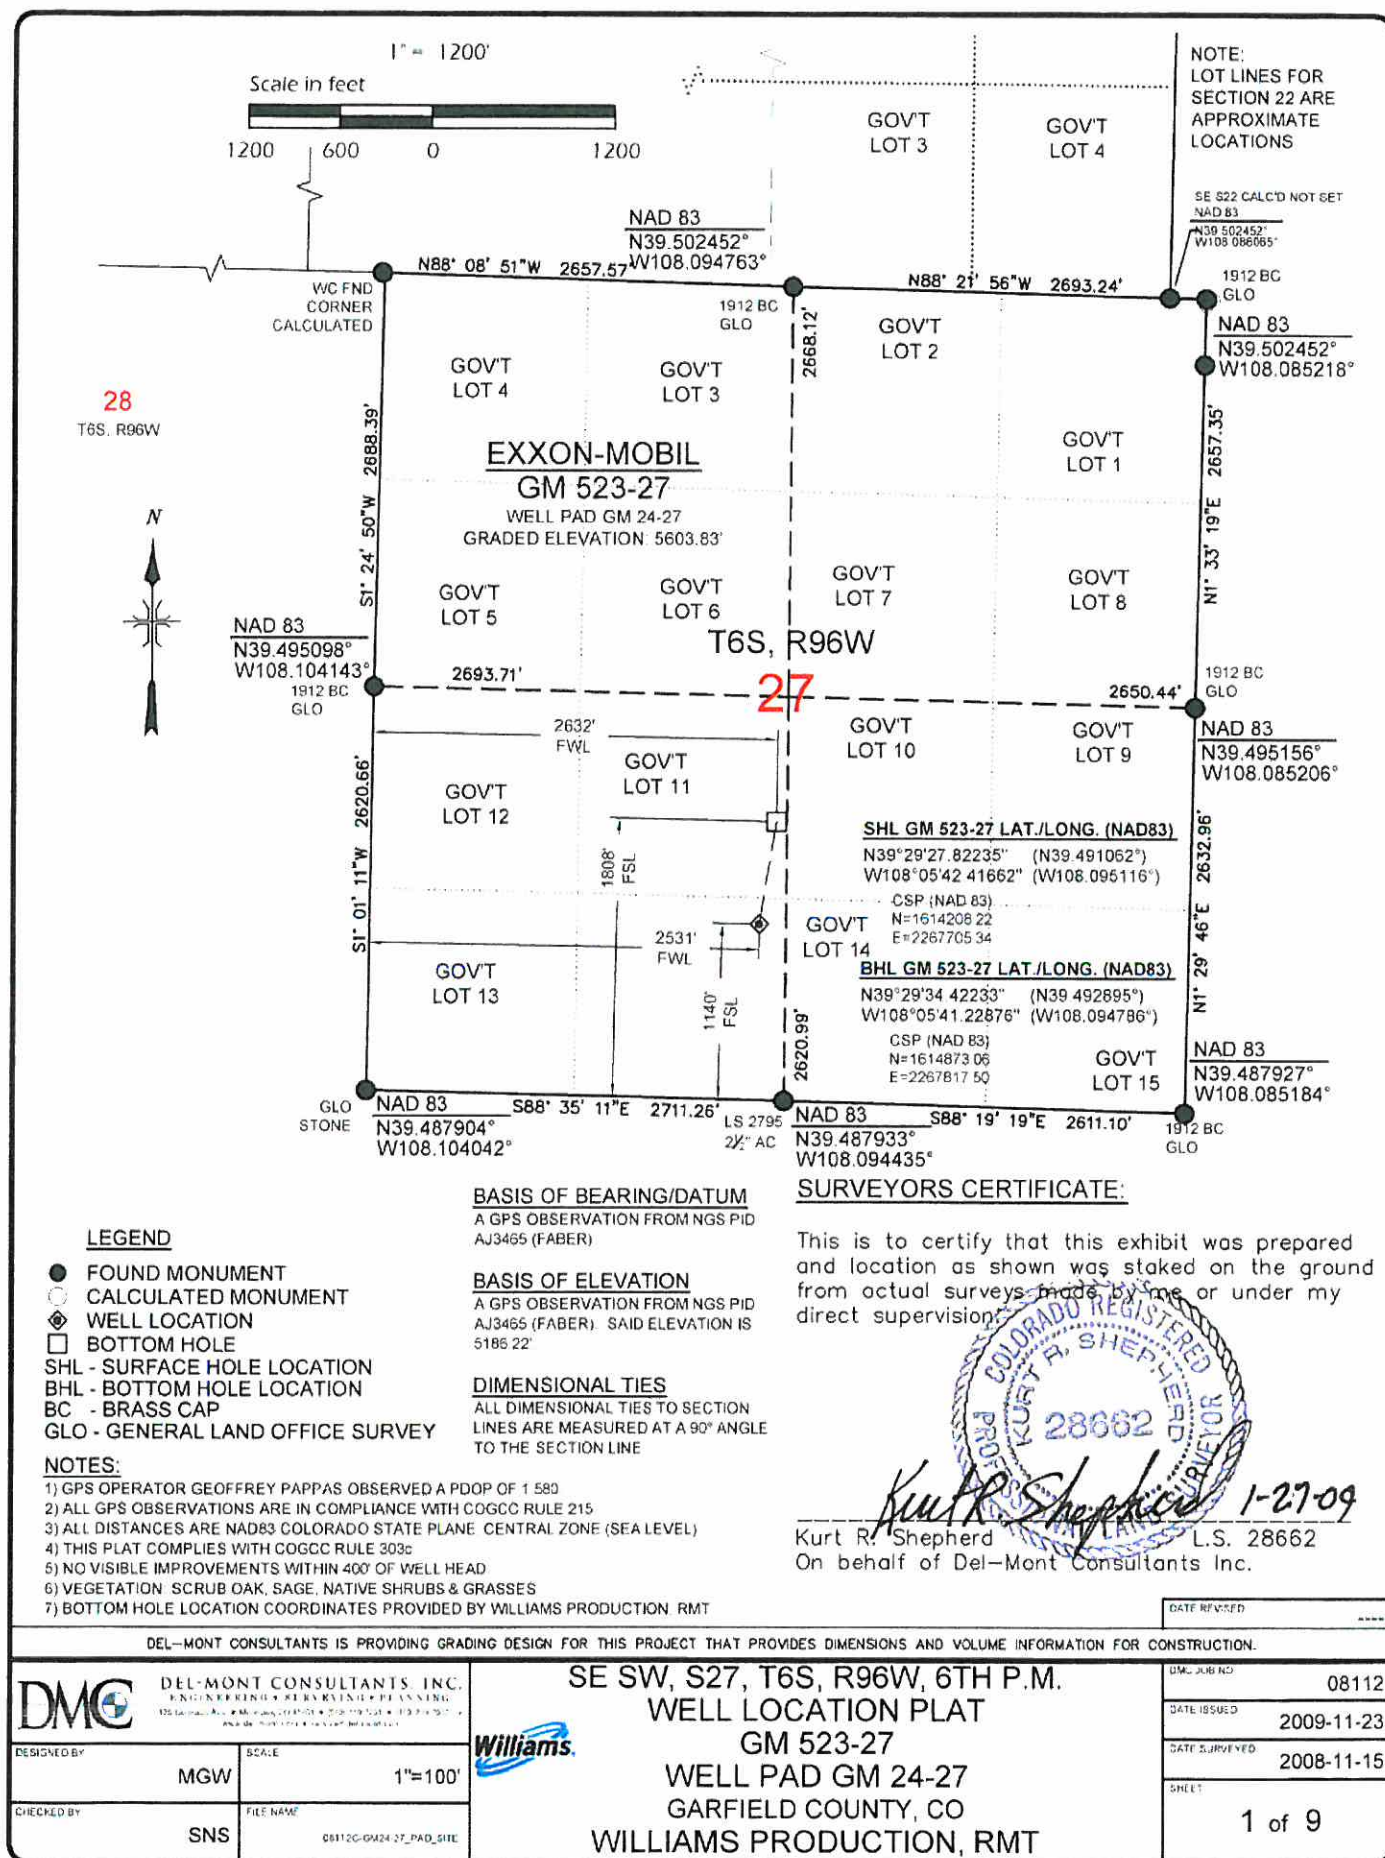 1" = 1200'
Scale in feet
1200 600 0 1200
NOTE:
LOT LINES FOR
SECTION 22 ARE
APPROXIMATE
LOCATIONS
GOV'T
LOT 3
GOV'T
LOT 4
SE S22 CALC'D NOT SET
NAD 83
N39.502452°
W108.086065°
NAD 83
N39.502452°
W108.094763°
N88° 08' 51"W 2657.57'
N88° 21' 56"W 2693.24'
1912 BC
GLO
WC FND
CORNER
CALCULATED
1912 BC
GLO
NAD 83
N39.502452°
W108.085218°
2668.12'
GOV'T
LOT 2
GOV'T
LOT 4
GOV'T
LOT 3
28
T6S, R96W
S1° 24' 50"W 2688.39'
N1° 33' 19"E 2657.35'
GOV'T
LOT 1
EXXON-MOBIL
GM 523-27
WELL PAD GM 24-27
GRADED ELEVATION: 5603.83'
N
GOV'T
LOT 5
GOV'T
LOT 6
GOV'T
LOT 7
GOV'T
LOT 8
T6S, R96W
27
NAD 83
N39.495098°
W108.104143°
1912 BC
GLO
2693.71'
2650.44'
1912 BC
GLO
NAD 83
N39.495156°
W108.085206°
2632'
FWL
GOV'T
LOT 10
GOV'T
LOT 9
GOV'T
LOT 11
GOV'T
LOT 12
S1° 01' 11"W 2620.66'
N1° 29' 46"E 2632.96'
1808'
FSL
SHL GM 523-27 LAT./LONG. (NAD83)
N39°29'27.82235" (N39.491062°)
W108°05'42.41662" (W108.095116°)
CSP (NAD 83)
N=1614208.22
E=2267705.34
GOV'T
LOT 14
2531'
FWL
GOV'T
LOT 13
1140'
FSL
BHL GM 523-27 LAT./LONG. (NAD83)
N39°29'34.42233" (N39.492895°)
W108°05'41.22876" (W108.094786°)
CSP (NAD 83)
N=1614873.06
E=2267817.50
2620.99'
GOV'T
LOT 15
NAD 83
N39.487927°
W108.085184°
GLO
STONE
NAD 83
N39.487904°
W108.104042°
S88° 35' 11"E 2711.26'
LS 2795
2½" AC
NAD 83
N39.487933°
W108.094435°
S88° 19' 19"E 2611.10'
1912 BC
GLO
LEGEND
FOUND MONUMENT
CALCULATED MONUMENT
WELL LOCATION
BOTTOM HOLE
SHL - SURFACE HOLE LOCATION
BHL - BOTTOM HOLE LOCATION
BC - BRASS CAP
GLO - GENERAL LAND OFFICE SURVEY
BASIS OF BEARING/DATUM
A GPS OBSERVATION FROM NGS PID
AJ3465 (FABER)
BASIS OF ELEVATION
A GPS OBSERVATION FROM NGS PID
AJ3465 (FABER). SAID ELEVATION IS
5186.22'
DIMENSIONAL TIES
ALL DIMENSIONAL TIES TO SECTION
LINES ARE MEASURED AT A 90° ANGLE
TO THE SECTION LINE
SURVEYORS CERTIFICATE:
This is to certify that this exhibit was prepared
and location as shown was staked on the ground
from actual surveys made by me or under my
direct supervision.
COLORADO REGISTERED
KURT R. SHEPHERD
28662
PROFESSIONAL LAND SURVEYOR
Kurt R. Shepherd 1-27-09
Kurt R. Shepherd L.S. 28662
On behalf of Del-Mont Consultants Inc.
NOTES:
1) GPS OPERATOR GEOFFREY PAPPAS OBSERVED A PDOP OF 1.580
2) ALL GPS OBSERVATIONS ARE IN COMPLIANCE WITH COGCC RULE 215
3) ALL DISTANCES ARE NAD83 COLORADO STATE PLANE CENTRAL ZONE (SEA LEVEL)
4) THIS PLAT COMPLIES WITH COGCC RULE 303c
5) NO VISIBLE IMPROVEMENTS WITHIN 400' OF WELL HEAD
6) VEGETATION: SCRUB OAK, SAGE, NATIVE SHRUBS & GRASSES
7) BOTTOM HOLE LOCATION COORDINATES PROVIDED BY WILLIAMS PRODUCTION RMT
DATE REVISED
----
DEL-MONT CONSULTANTS IS PROVIDING GRADING DESIGN FOR THIS PROJECT THAT PROVIDES DIMENSIONS AND VOLUME INFORMATION FOR CONSTRUCTION.
DMC
DEL-MONT CONSULTANTS, INC.
ENGINEERING SURVEYING PLANNING
DESIGNED BY
MGW
SCALE
1"=100'
CHECKED BY
SNS
FILE NAME
08112C-GM24-27_PAD_SITE
Williams.
SE SW, S27, T6S, R96W, 6TH P.M.
WELL LOCATION PLAT
GM 523-27
WELL PAD GM 24-27
GARFIELD COUNTY, CO
WILLIAMS PRODUCTION, RMT
DMC JOB NO
08112
DATE ISSUED
2009-11-23
DATE SURVEYED
2008-11-15
SHEET
1 of 9